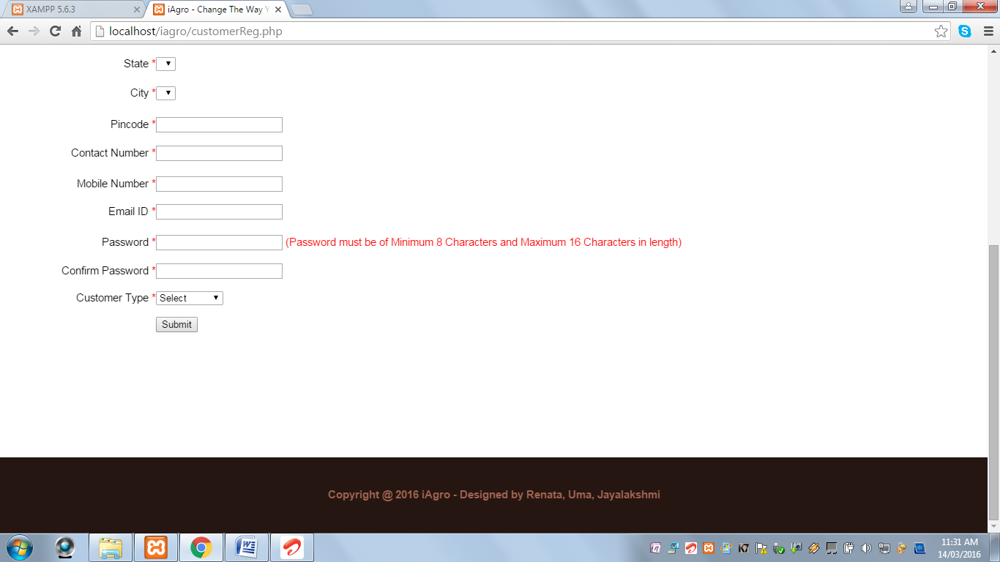 XAMPP 5.6.3
iAgro - Change The Way Y
localhost/iagro/customerReg.php
State *
City *
Pincode *
Contact Number *
Mobile Number *
Email ID *
Password * (Password must be of Minimum 8 Characters and Maximum 16 Characters in length)
Confirm Password *
Customer Type * Select
Submit
Copyright @ 2016 iAgro - Designed by Renata, Uma, Jayalakshmi
K7
11:31 AM
14/03/2016